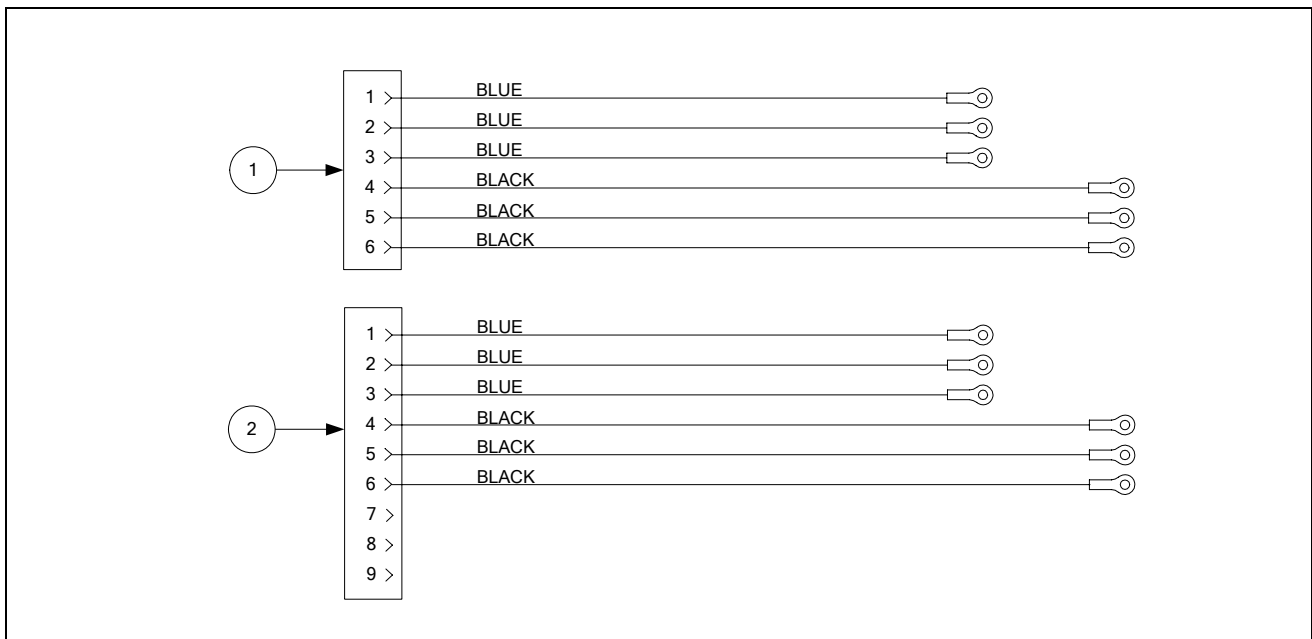 1 BLUE
2 BLUE
3 BLUE
1
4 BLACK
5 BLACK
6 BLACK
1 BLUE
2 BLUE
3 BLUE
4 BLACK
2
5 BLACK
6 BLACK
7
8
9